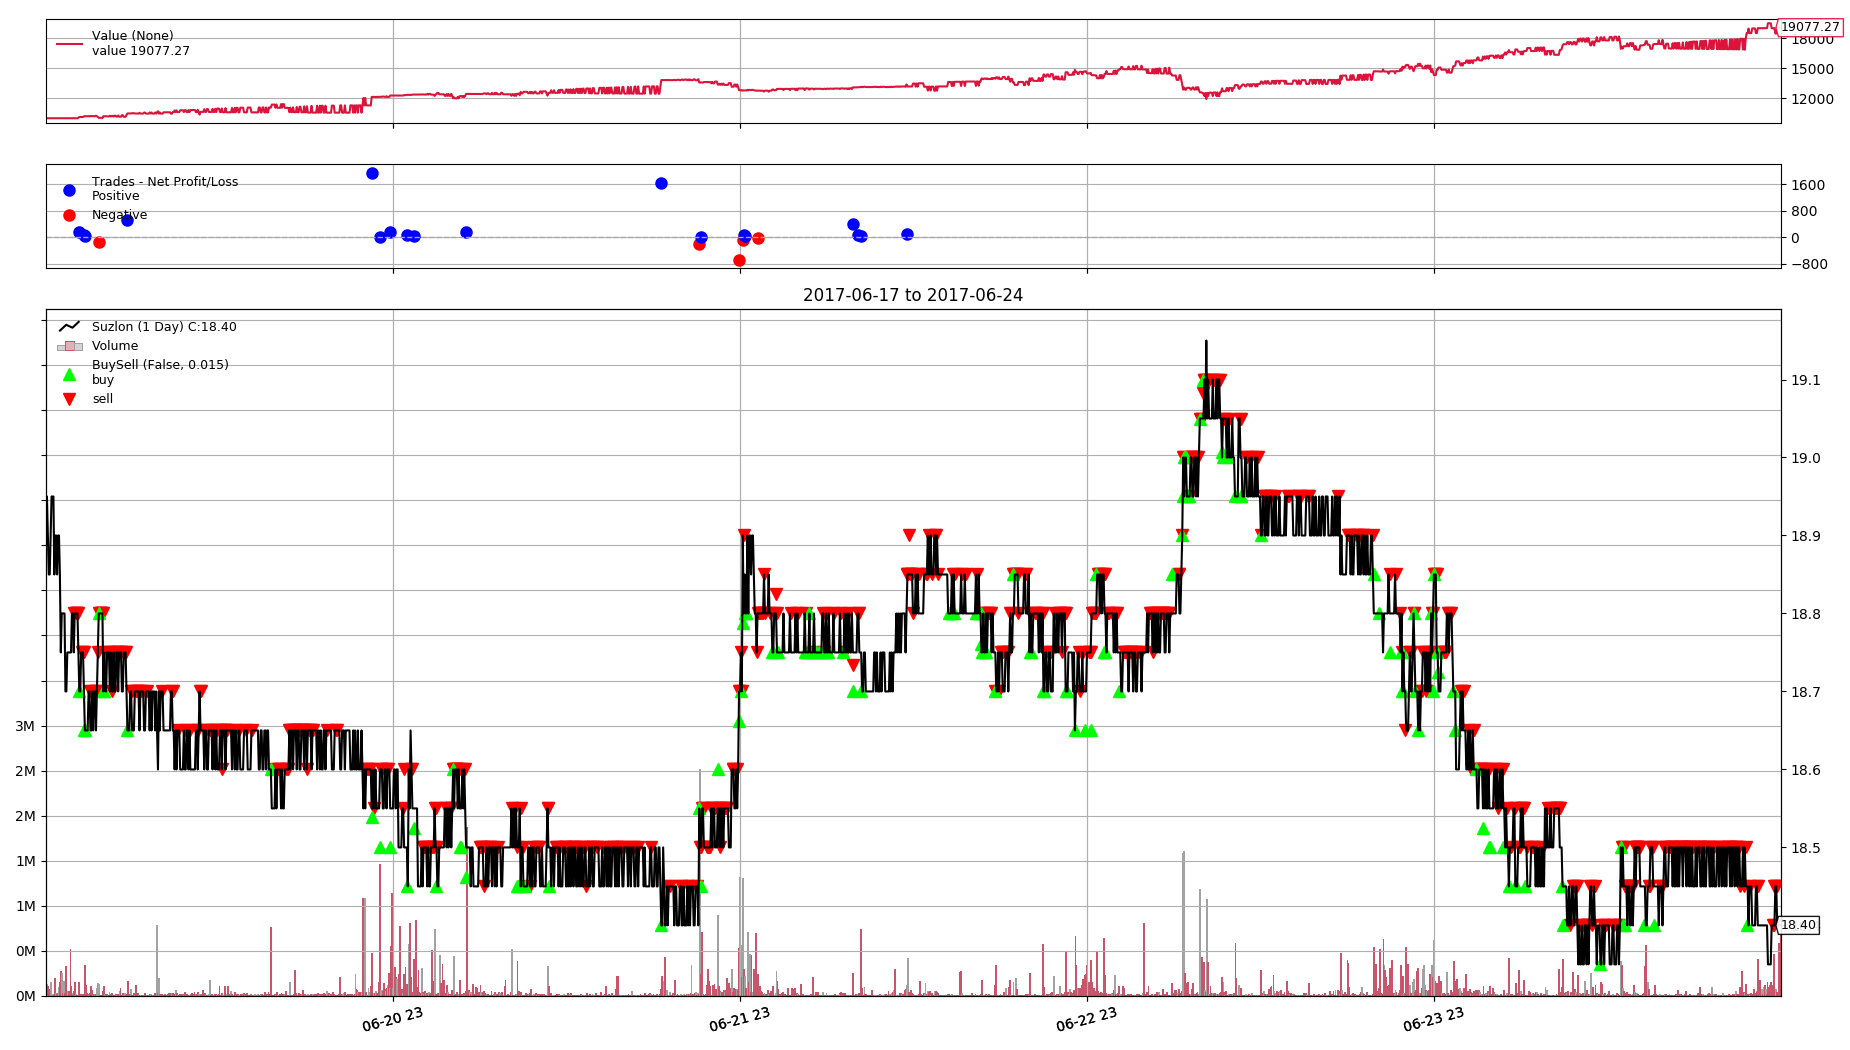 Value (None)
value 19077.27
19077.27
18000
15000
12000
Trades - Net Profit/Loss
Positive
Negative
1600
800
0
−800
2017-06-17 to 2017-06-24
Suzlon (1 Day) C:18.40
Volume
BuySell (False, 0.015)
buy
sell
19.1
19.0
18.9
18.8
18.7
18.6
18.5
18.40
3M
2M
2M
1M
1M
0M
0M
06-20 23
06-21 23
06-22 23
06-23 23